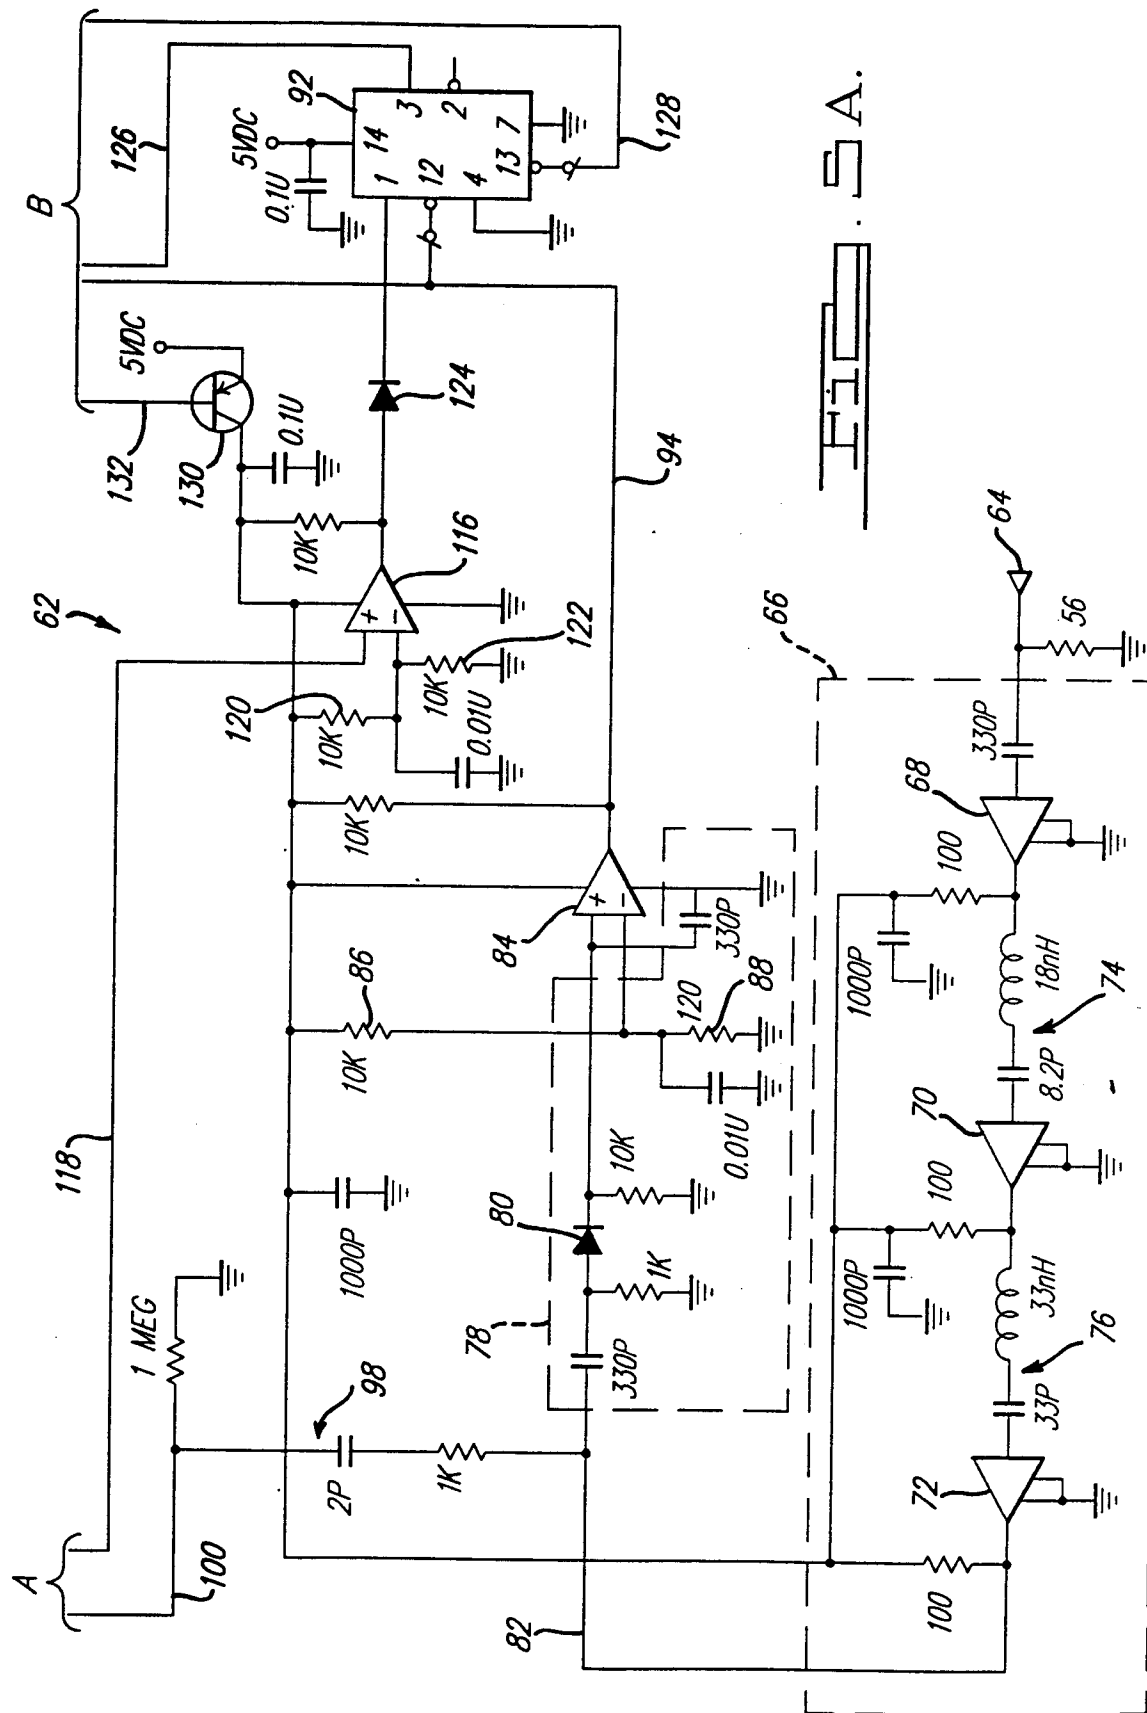 A
B
62
118
126
132
5VDC
130
0.1U
5VDC
92
0.1U
14
3
1
12
2
4
13
7
128
124
94
10K
116
+
−
120
10K
10K
122
0.01U
10K
1 MEG
100
98
2P
1K
1000P
86
10K
84
+
−
330P
120
88
0.01U
78
80
330P
1K
10K
82
66
64
56
330P
68
100
1000P
18nH
74
8.2P
70
100
1000P
33nH
76
33P
72
100
Fig. 5A.